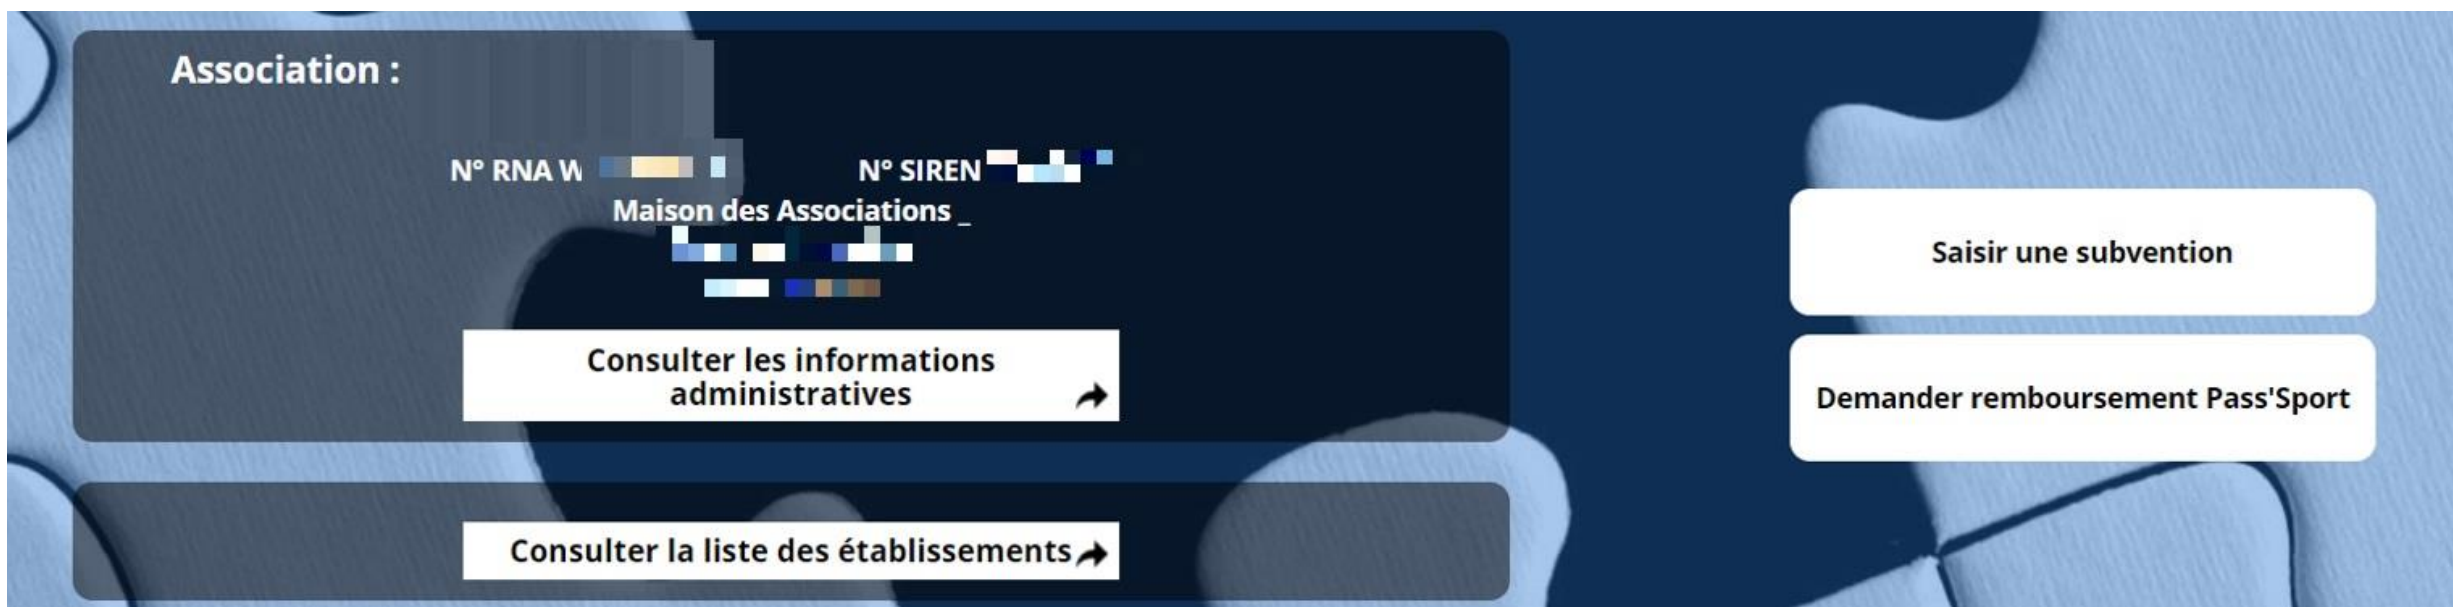 Association :
N° RNA W
N° SIREN
Maison des Associations _
Consulter les informations
administratives
Consulter la liste des établissements
Saisir une subvention
Demander remboursement Pass'Sport